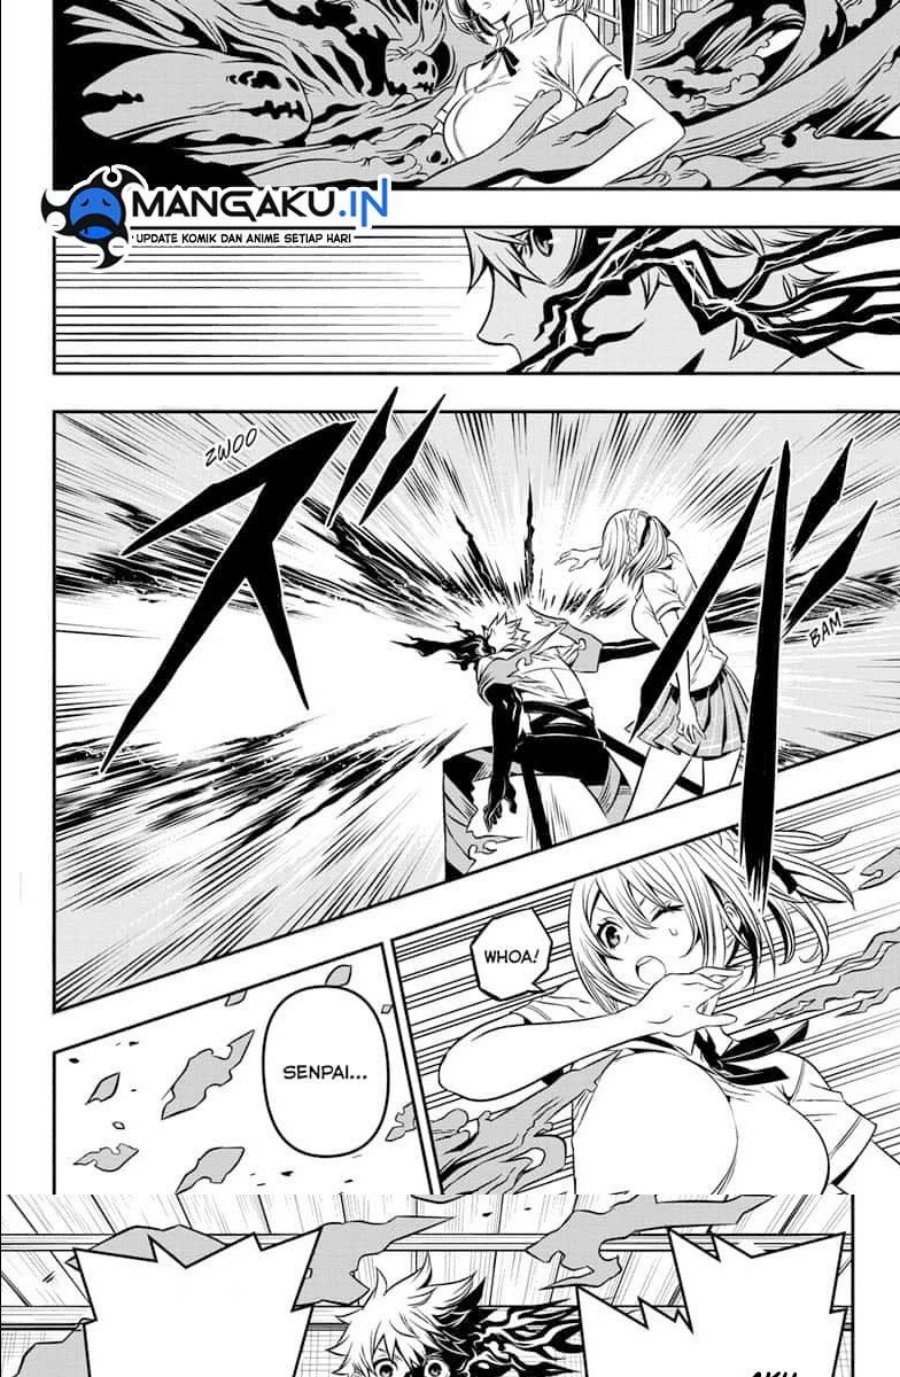 MANGAKU.IN
UPDATE KOMIK DAN ANIME SETIAP HARI
ZWOO
BAM
WHOA!
SENPAI...